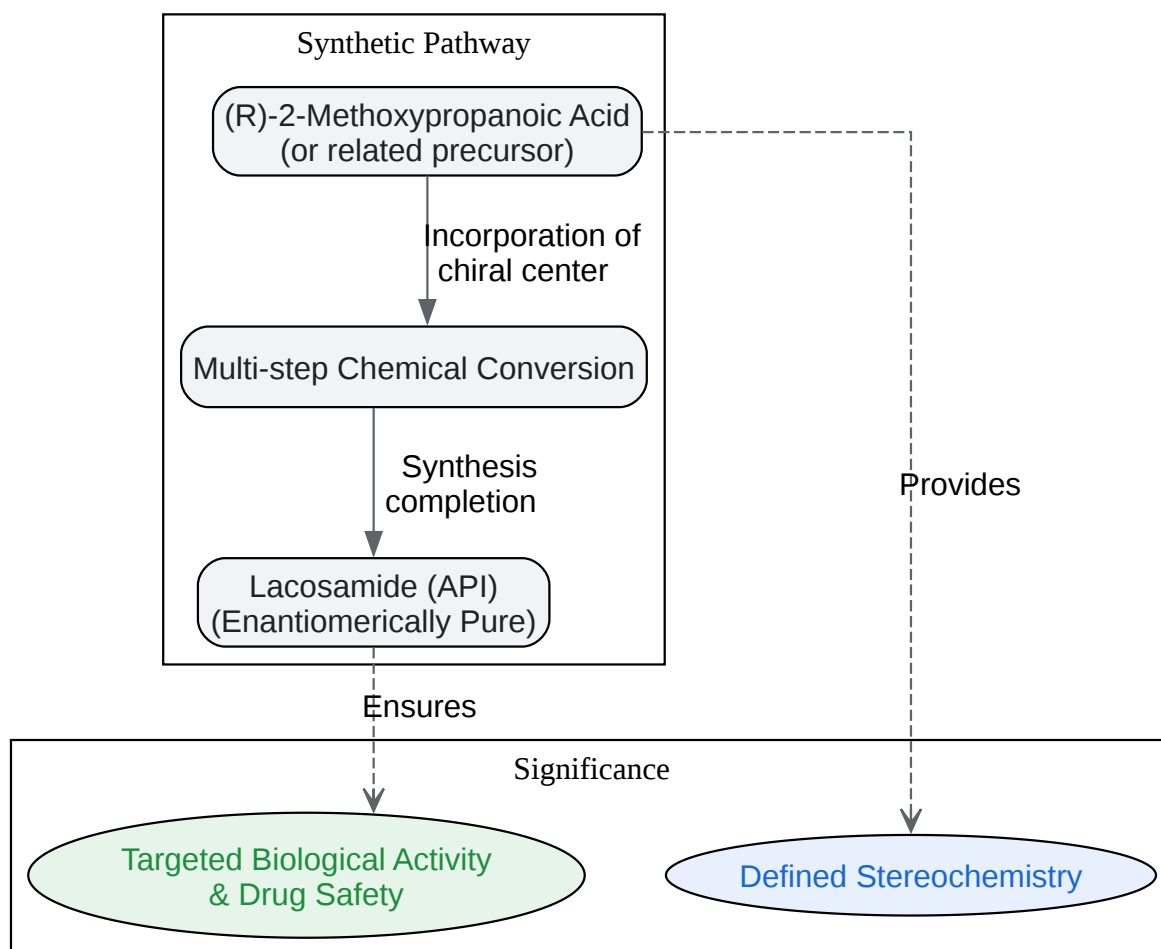 Synthetic Pathway
(R)-2-Methoxypropanoic Acid
(or related precursor)
Incorporation of
chiral center
Multi-step Chemical Conversion
Synthesis
completion
Provides
Lacosamide (API)
(Enantiomerically Pure)
Ensures
Significance
Targeted Biological Activity
& Drug Safety
Defined Stereochemistry